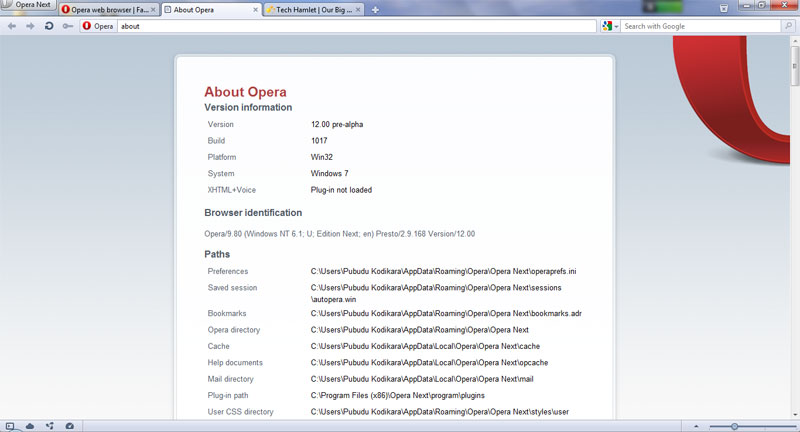 Opera Next
Opera web browser | Fa...
About Opera
Tech Hamlet | Our Big ...
Opera
about
Search with Google
About Opera
Version information
Version 12.00 pre-alpha
Build 1017
Platform Win32
System Windows 7
XHTML+Voice Plug-in not loaded
Browser identification
Opera/9.80 (Windows NT 6.1; U; Edition Next; en) Presto/2.9.168 Version/12.00
Paths
Preferences C:\Users\Pubudu Kodikara\AppData\Roaming\Opera\Opera Next\operaprefs.ini
Saved session C:\Users\Pubudu Kodikara\AppData\Roaming\Opera\Opera Next\sessions
\autopera.win
Bookmarks C:\Users\Pubudu Kodikara\AppData\Roaming\Opera\Opera Next\bookmarks.adr
Opera directory C:\Users\Pubudu Kodikara\AppData\Roaming\Opera\Opera Next
Cache C:\Users\Pubudu Kodikara\AppData\Local\Opera\Opera Next\cache
Help documents C:\Users\Pubudu Kodikara\AppData\Local\Opera\Opera Next\opcache
Mail directory C:\Users\Pubudu Kodikara\AppData\Local\Opera\Opera Next\mail
Plug-in path C:\Program Files (x86)\Opera Next\program\plugins
User CSS directory C:\Users\Pubudu Kodikara\AppData\Roaming\Opera\Opera Next\styles\user